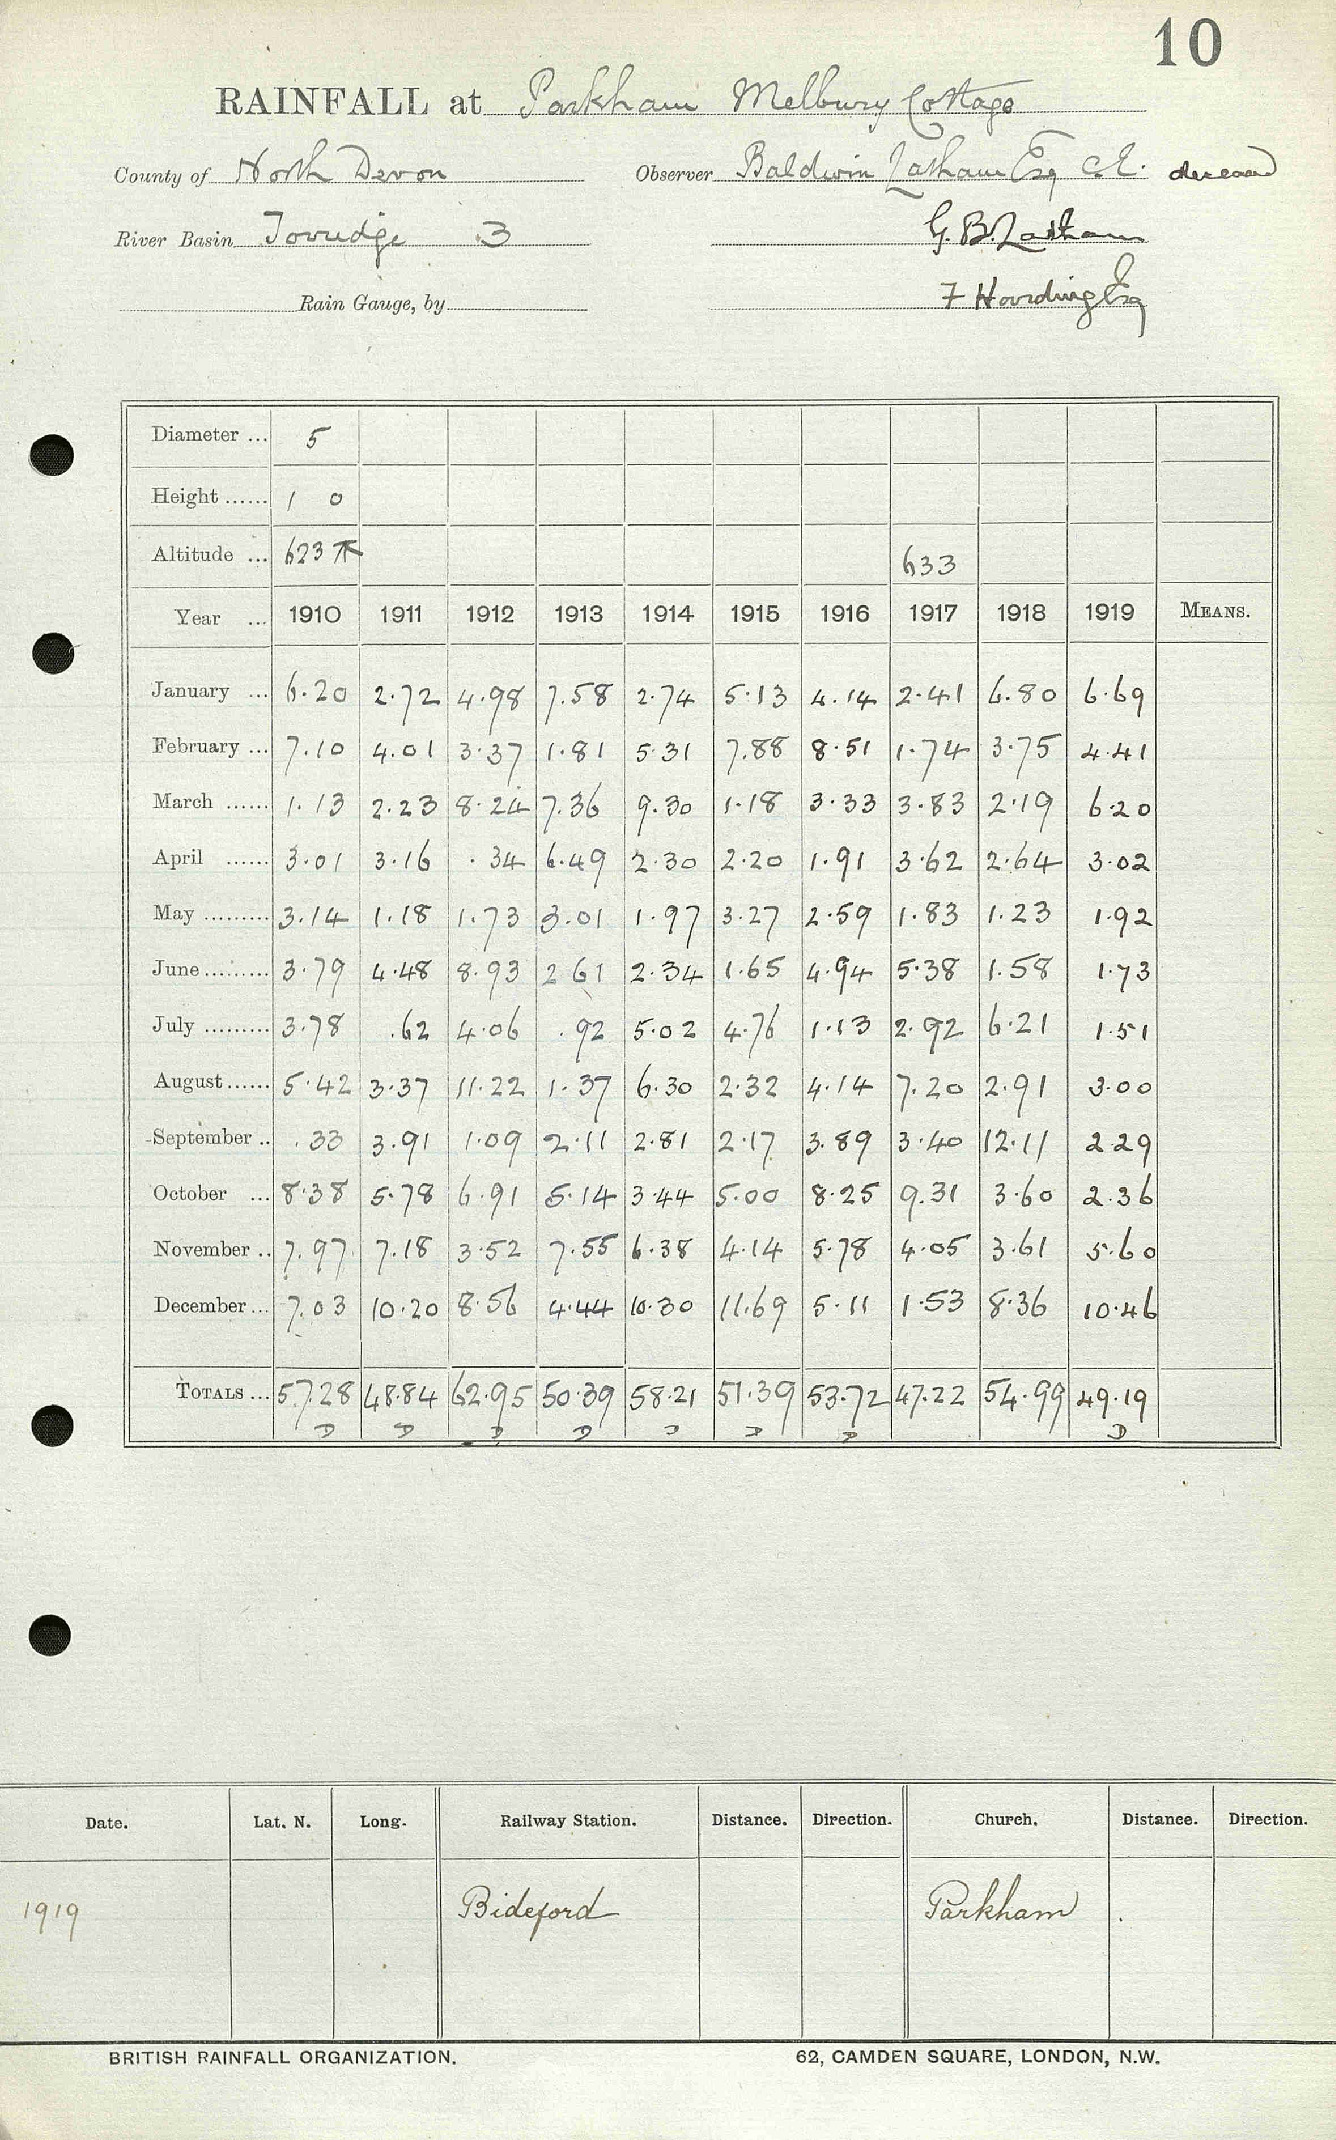 10
RAINFALL at Parkham Melbury Cottage
County of North Devon Observer Baldwin Latham Esq C.E. deceased
River Basin Torridge 3 G. B. Latham
Rain Gauge, by F Harding Esq
Diameter ... 5
Height ...... 1 0
Altitude ... 623 633
Year ... 1910 1911 1912 1913 1914 1915 1916 1917 1918 1919 MEANS.
January ... 6.20 2.72 4.98 7.58 2.74 5.13 4.14 2.41 6.80 6.69
February ... 7.10 4.01 3.37 1.81 5.31 7.88 8.51 1.74 3.75 4.41
March ...... 1.13 2.23 8.24 7.36 9.30 1.18 3.33 3.83 2.19 6.20
April ...... 3.01 3.16 .34 6.49 2.30 2.20 1.91 3.62 2.64 3.02
May ......... 3.14 1.18 1.73 3.01 1.97 3.27 2.59 1.83 1.23 1.92
June ......... 3.79 4.48 8.93 2 61 2.34 1.65 4.94 5.38 1.58 1.73
July ......... 3.78 .62 4.06 .92 5.02 4.76 1.13 2.92 6.21 1.51
August ...... 5.42 3.37 11.22 1.37 6.30 2.32 4.14 7.20 2.91 3.00
September .. .33 3.91 1.09 2.11 2.81 2.17 3.89 3.40 12.11 2.29
October ... 8.38 5.78 6.91 5.14 3.44 5.00 8.25 9.31 3.60 2.36
November .. 7.97 7.18 3.52 7.55 6.38 4.14 5.78 4.05 3.61 5.60
December ... 7.03 10.20 8.56 4.44 10.30 11.69 5.11 1.53 8.36 10.46
TOTALS ... 57.28 48.84 62.95 50.39 58.21 51.39 53.72 47.22 54.99 49.19
D D D D D D D D
Date. Lat. N. Long. Railway Station. Distance. Direction. Church. Distance. Direction.
1919 Bideford Parkham
BRITISH RAINFALL ORGANIZATION. 62, CAMDEN SQUARE, LONDON, N.W.